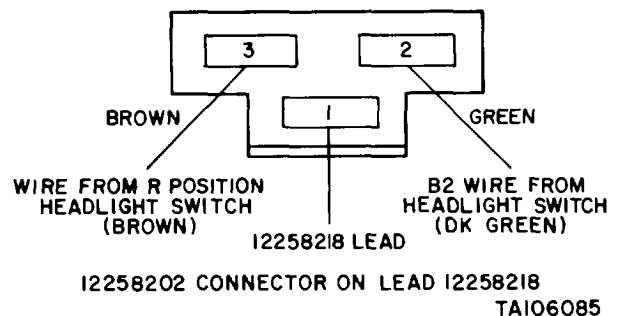 3 2
1
BROWN GREEN
WIRE FROM R POSITION
HEADLIGHT SWITCH
(BROWN)
B2 WIRE FROM
HEADLIGHT SWITCH
(DK GREEN)
12258218 LEAD
12258202 CONNECTOR ON LEAD 12258218
TA106085